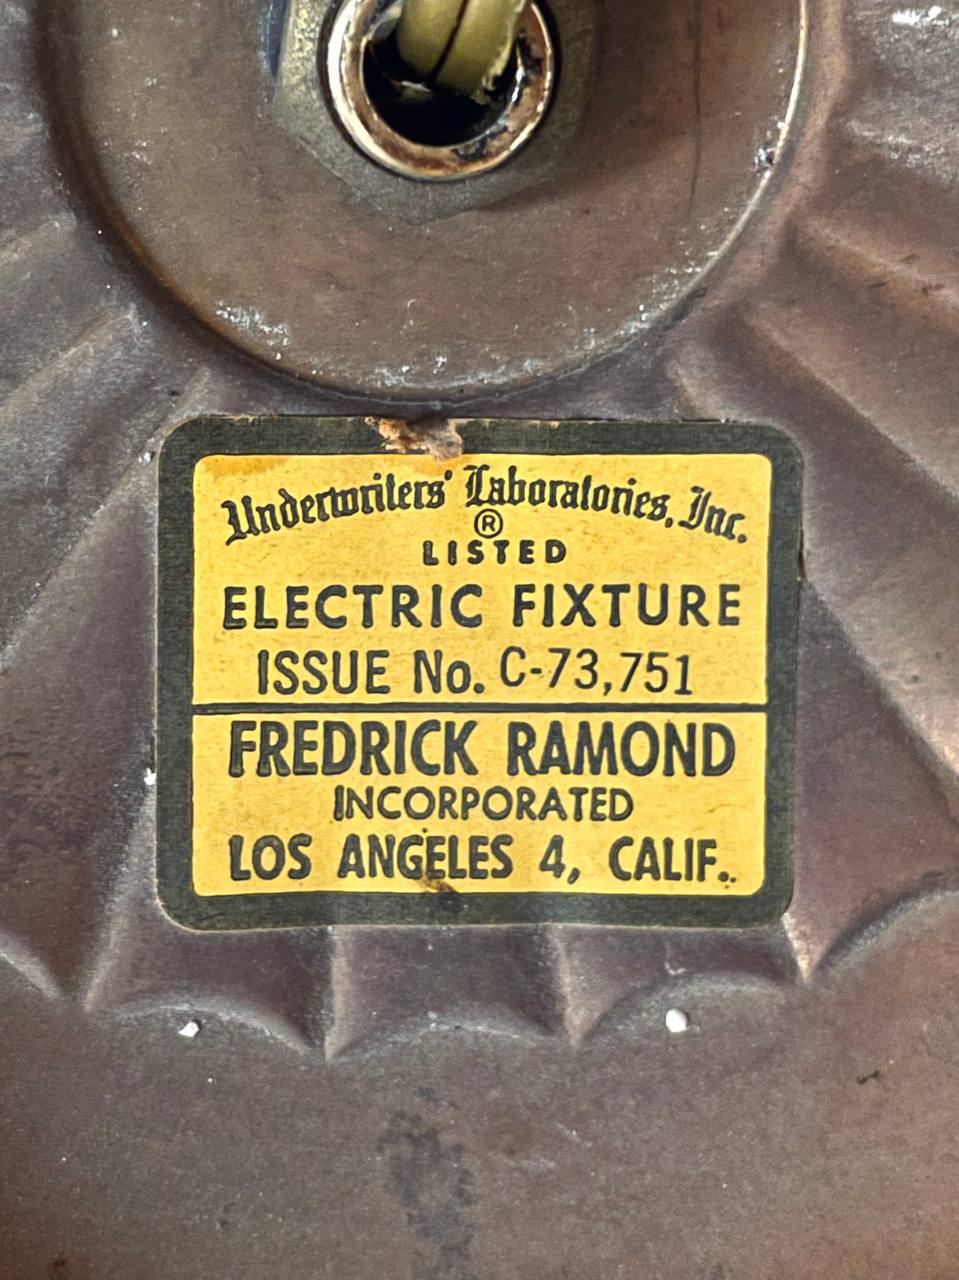 Underwriters' Laboratories, Inc.
®
LISTED
ELECTRIC FIXTURE
ISSUE No. C-73,751
FREDRICK RAMOND
INCORPORATED
LOS ANGELES 4, CALIF..